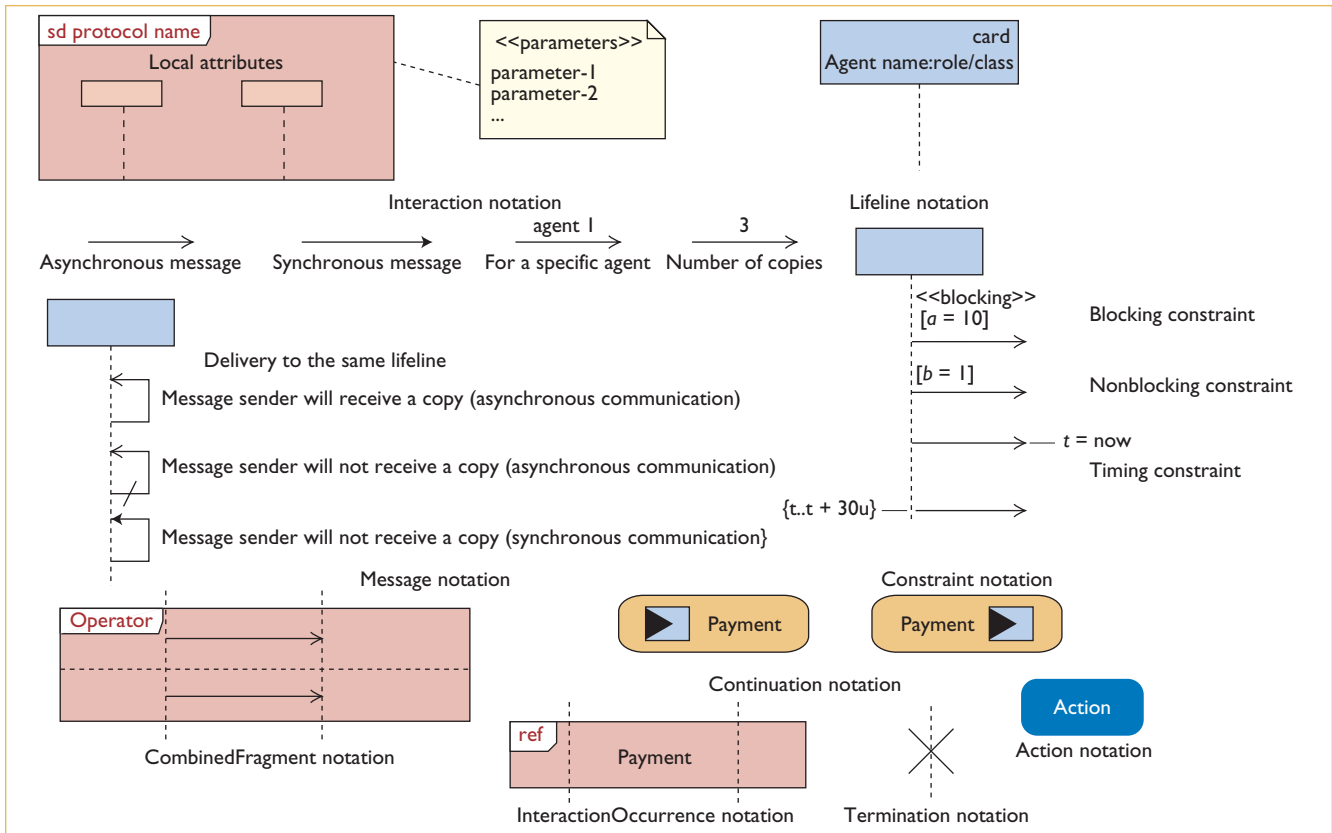 sd protocol name
Local attributes
<<parameters>>
parameter-1
parameter-2
...
card
Agent name:role/class
Interaction notation
Lifeline notation
agent 1
3
Asynchronous message
Synchronous message
For a specific agent
Number of copies
<<blocking>>
[a = 10]
Blocking constraint
[b = 1]
Nonblocking constraint
t = now
Timing constraint
{t..t + 30u}
Delivery to the same lifeline
Message sender will receive a copy (asynchronous communication)
Message sender will not receive a copy (asynchronous communication)
Message sender will not receive a copy (synchronous communication}
Message notation
Constraint notation
Operator
CombinedFragment notation
Payment
Payment
Continuation notation
ref
Payment
InteractionOccurrence notation
Termination notation
Action
Action notation